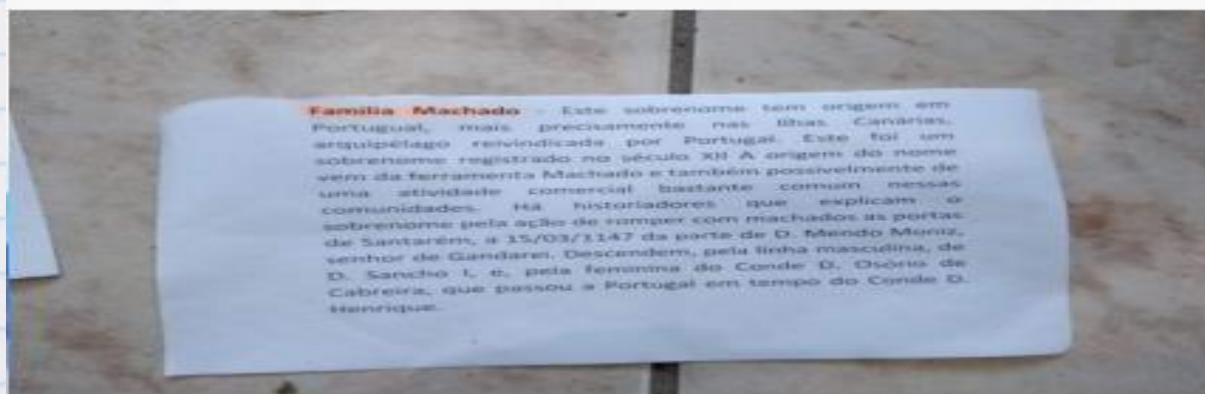 Família Machado - Este sobrenome tem origem em
Portugual, mais precisamente nas Ilhas Canárias,
arquipélago reivindicada por Portugal. Este foi um
sobrenome registrado no século XII A origem do nome
vem da ferramenta Machado e também possivelmente de
uma atividade comercial bastante comum nessas
comunidades. Há historiadores que explicam o
sobrenome pela ação de romper com machados as portas
de Santarém, a 15/03/1147 da parte de D. Mendo Moniz,
senhor de Gandarei. Descendem, pela linha masculina, de
D. Sancho I, e, pela feminina do Conde D. Osório de
Cabreira, que passou a Portugal em tempo do Conde D.
Henrique.